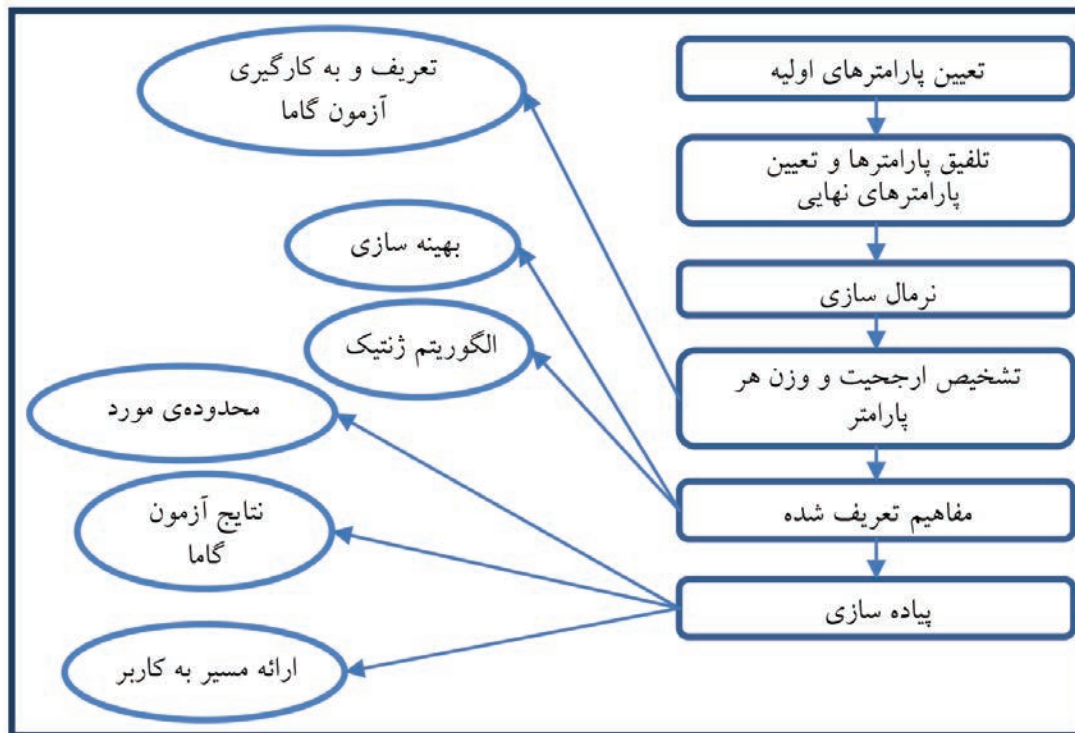 تعیین پارامترهای اولیه
تلفیق پارامترها و تعیین
پارامترهای نهایی
نرمال سازی
تشخیص ارجحیت و وزن هر
پارامتر
مفاهیم تعریف شده
پیاده سازی
تعریف و به کارگیری
آزمون گاما
بهینه سازی
الگوریتم ژنتیک
محدوده‌ی مورد
نتایج آزمون
گاما
ارائه مسیر به کاربر